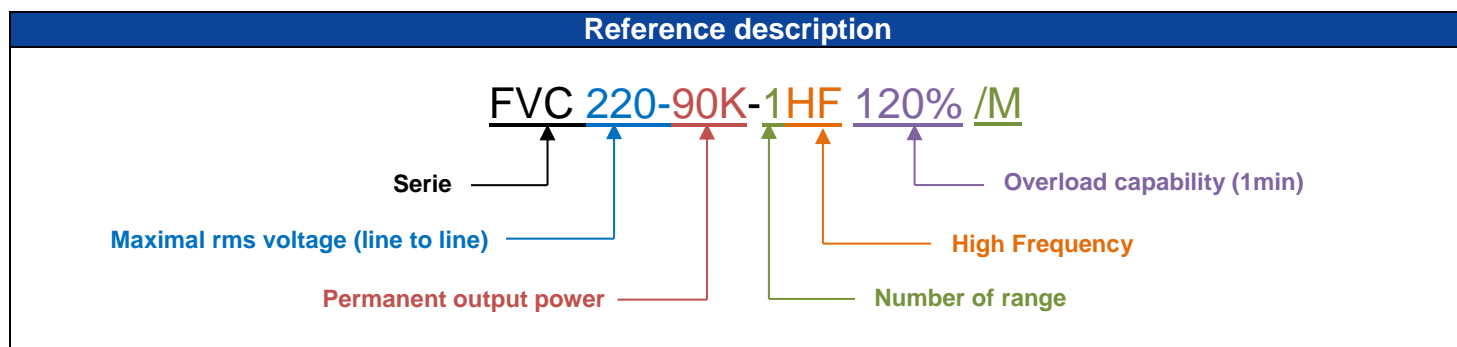 Reference description
FVC 220-90K-1HF 120% /M
Serie
Overload capability (1min)
Maximal rms voltage (line to line)
High Frequency
Permanent output power
Number of range